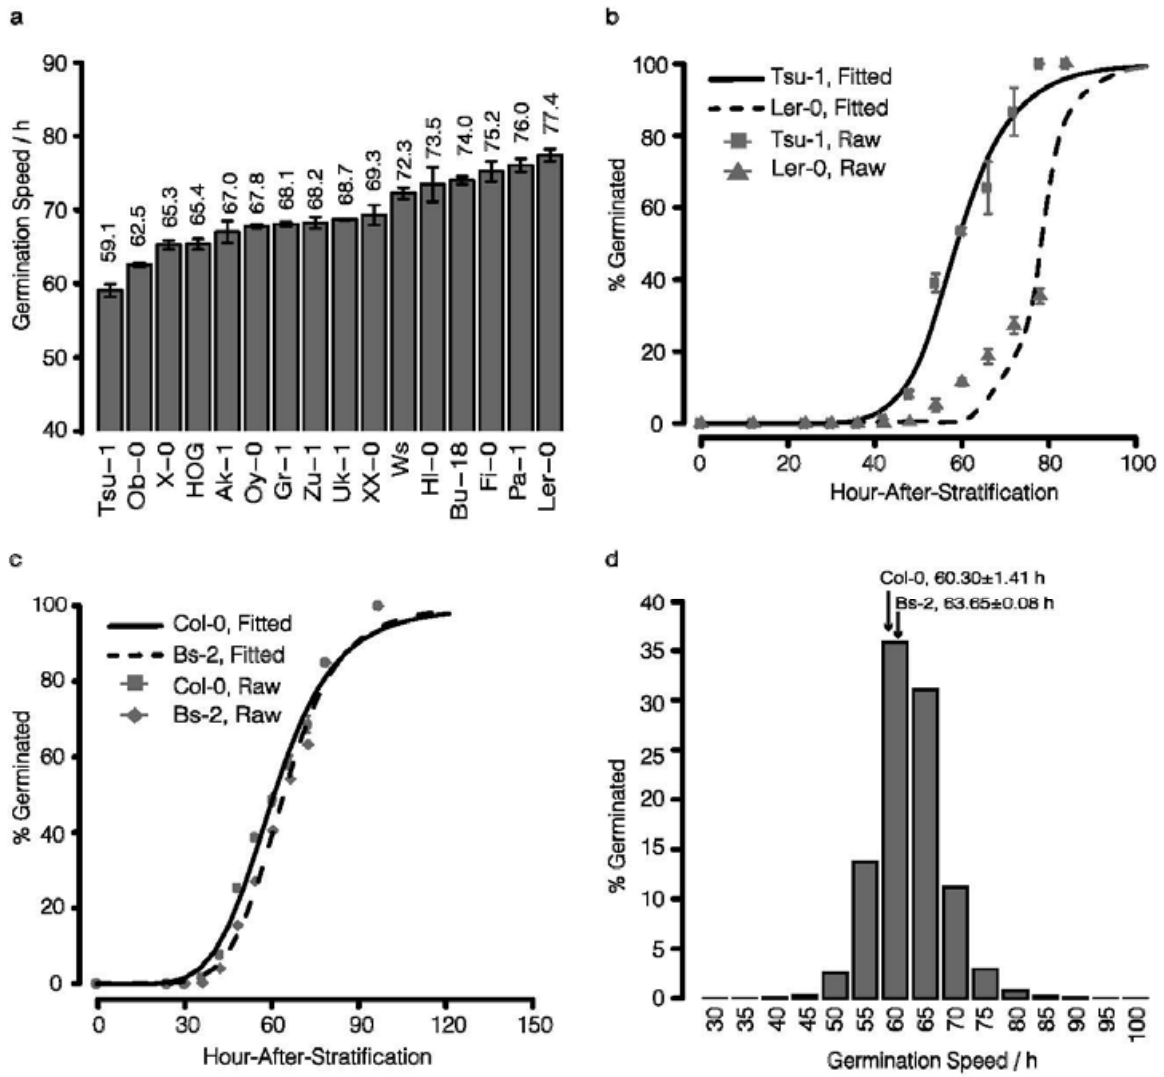 a
Germination Speed / h
90
80
70
60
50
40
59.1
62.5
65.3
65.4
67.0
67.8
68.1
68.2
68.7
69.3
72.3
73.5
74.0
75.2
76.0
77.4
Tsu-1
Ob-0
X-0
HOG
Ak-1
Oy-0
Gr-1
Zu-1
Uk-1
XX-0
Ws
HI-0
Bu-18
Fi-0
Pa-1
Ler-0
b
% Germinated
100
80
60
40
20
0
Tsu-1, Fitted
Ler-0, Fitted
Tsu-1, Raw
Ler-0, Raw
0 40 60 80 100
Hour-After-Stratification
c
% Germinated
100
80
60
40
20
0
Col-0, Fitted
Bs-2, Fitted
Col-0, Raw
Bs-2, Raw
0 30 60 90 120 150
Hour-After-Stratification
d
Col-0, 60.30±1.41 h
Bs-2, 63.65±0.08 h
% Germinated
40
35
30
25
20
15
10
5
0
30
35
40
45
50
55
60
65
70
75
80
85
90
95
100
Germination Speed / h